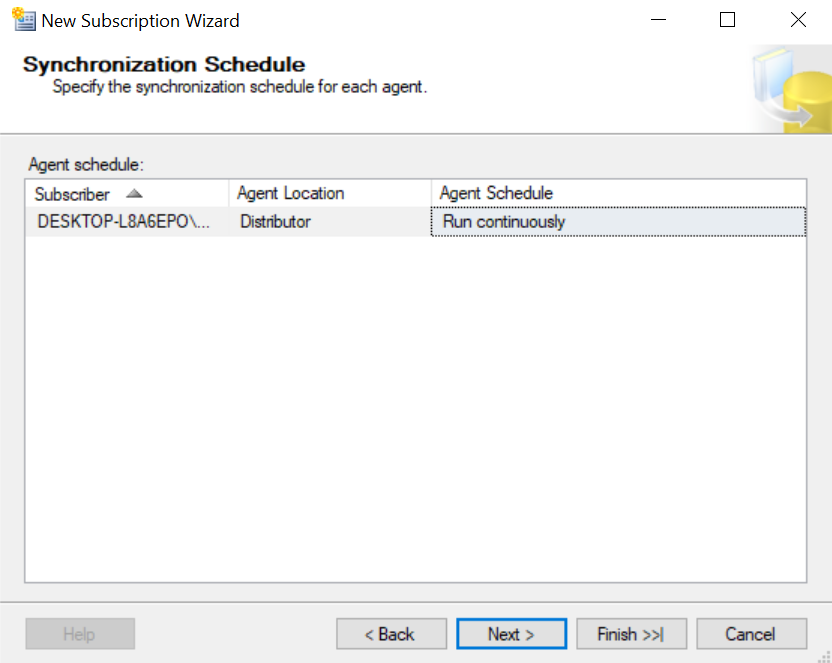 New Subscription Wizard
Synchronization Schedule
Specify the synchronization schedule for each agent.
Agent schedule:
Subscriber Agent Location Agent Schedule
DESKTOP-L8A6EPO\... Distributor Run continuously
Help < Back Next > Finish >>| Cancel